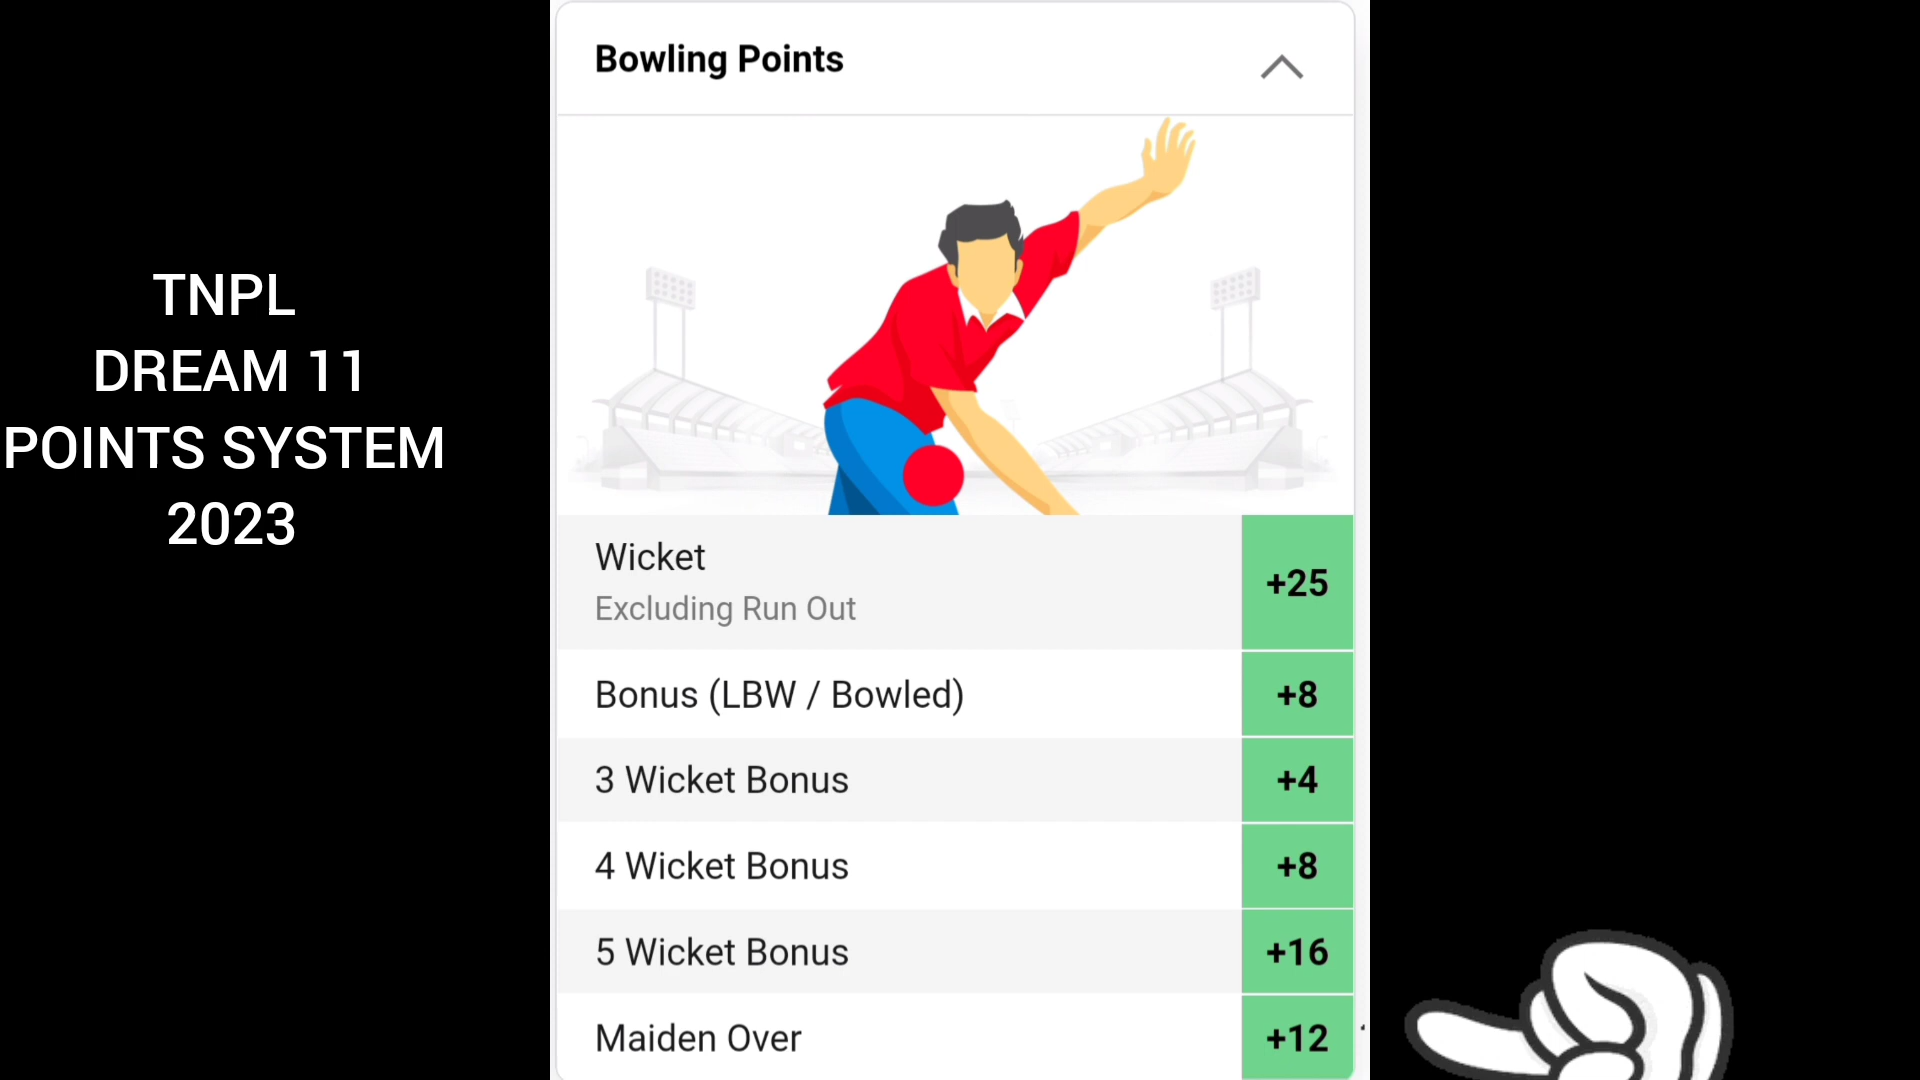 TNPL
DREAM 11
POINTS SYSTEM
2023
Bowling Points
Wicket
Excluding Run Out
+25
Bonus (LBW / Bowled)
+8
3 Wicket Bonus
+4
4 Wicket Bonus
+8
5 Wicket Bonus
+16
Maiden Over
+12